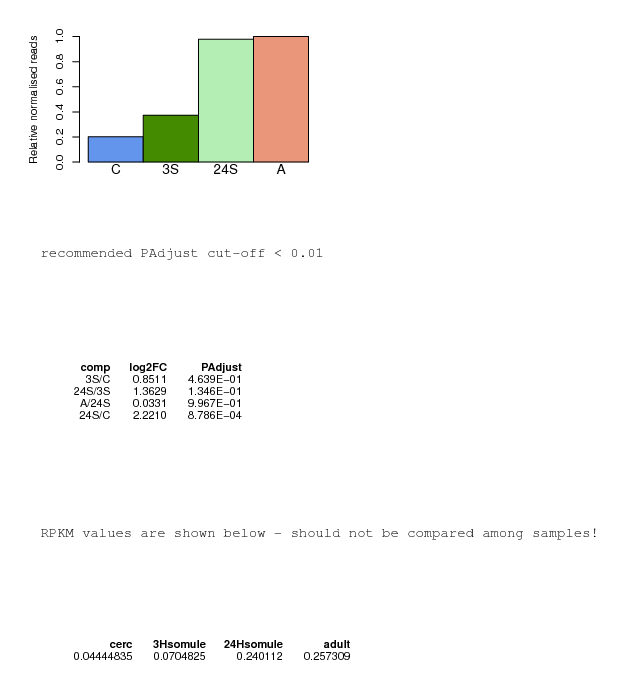 Relative normalised reads
1.0
0.8
0.6
0.4
0.2
0.0
C 3S 24S A
recommended PAdjust cut-off < 0.01
comp log2FC PAdjust
3S/C 0.8511 4.639E-01
24S/3S 1.3629 1.346E-01
A/24S 0.0331 9.967E-01
24S/C 2.2210 8.786E-04
RPKM values are shown below - should not be compared among samples!
cerc 3Hsomule 24Hsomule adult
0.04444835 0.0704825 0.240112 0.257309